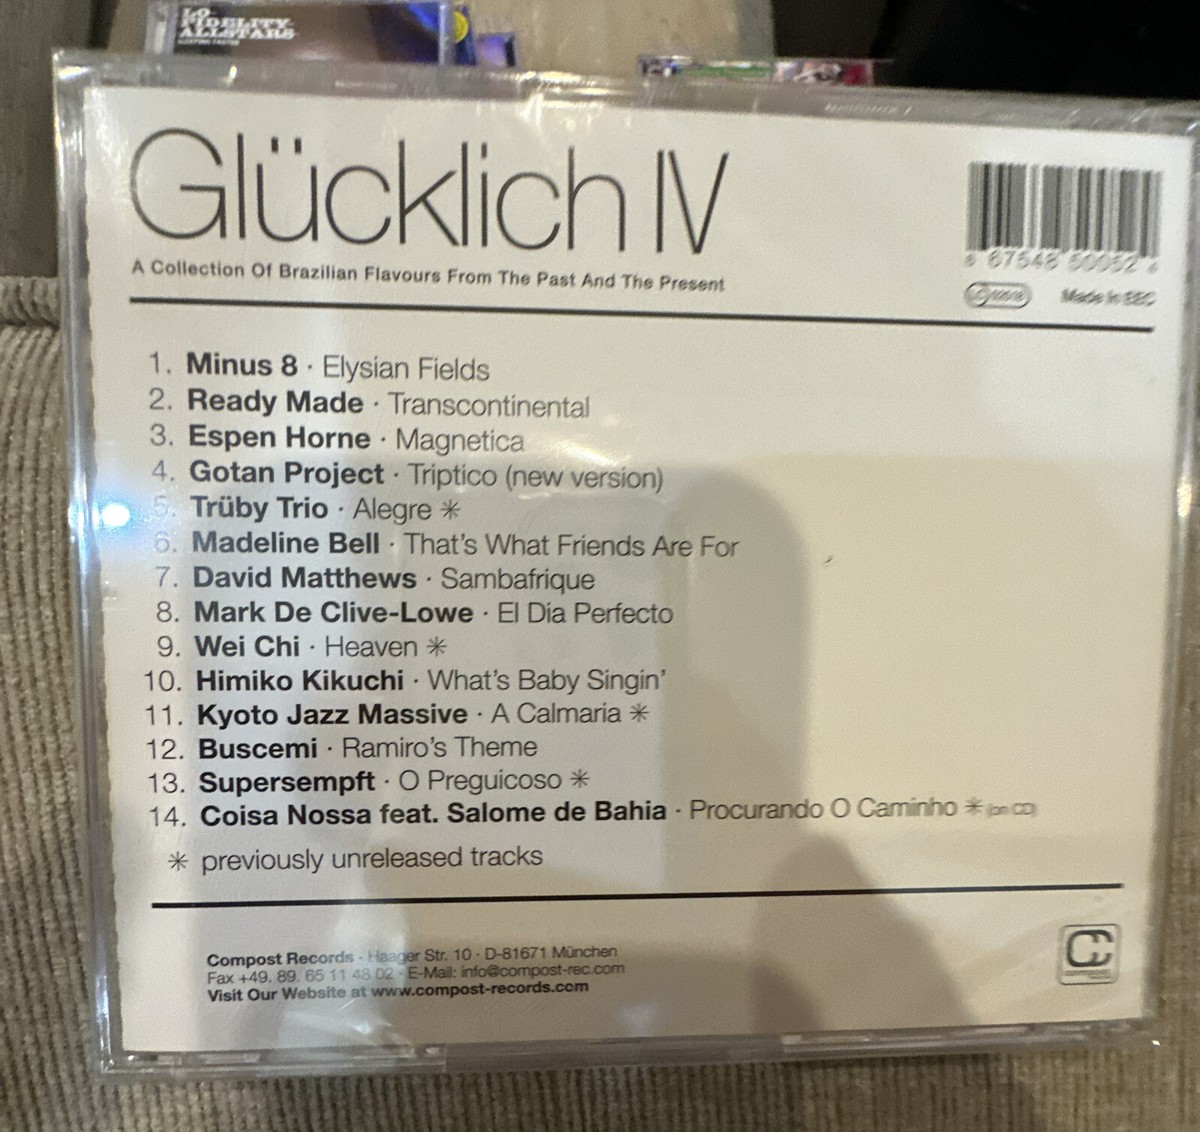 LO-
FIDELITY
ALLSTARS
Glücklich IV
A Collection Of Brazilian Flavours From The Past And The Present
67548 50052
Made in EEC
1. Minus 8 · Elysian Fields
2. Ready Made · Transcontinental
3. Espen Horne · Magnetica
4. Gotan Project · Triptico (new version)
5. Trüby Trio · Alegre ✳
6. Madeline Bell · That's What Friends Are For
7. David Matthews · Sambafrique
8. Mark De Clive-Lowe · El Dia Perfecto
9. Wei Chi · Heaven ✳
10. Himiko Kikuchi · What's Baby Singin'
11. Kyoto Jazz Massive · A Calmaria ✳
12. Buscemi · Ramiro's Theme
13. Supersempft · O Preguicoso ✳
14. Coisa Nossa feat. Salome de Bahia · Procurando O Caminho ✳ (on CD)
✳ previously unreleased tracks
Compost Records · Haager Str. 10 · D-81671 München
Fax +49. 89. 65 11 48 02 · E-Mail: info@compost-rec.com
Visit Our Website at www.compost-records.com